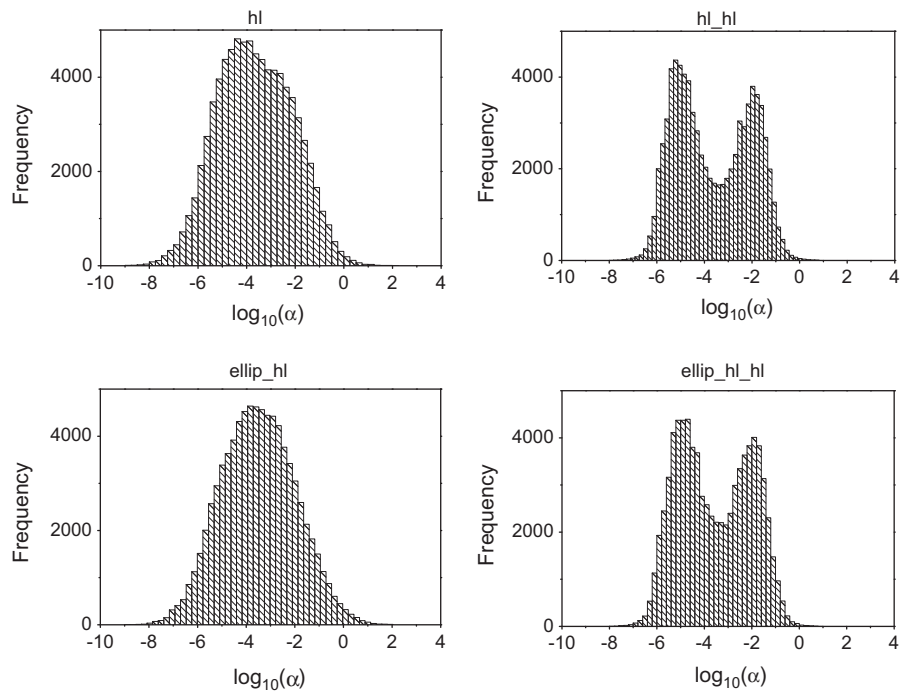 hl
4000
2000
0
Frequency
-10 -8 -6 -4 -2 0 2 4
log10(α)
hl_hl
4000
2000
0
Frequency
-10 -8 -6 -4 -2 0 2 4
log10(α)
ellip_hl
4000
2000
0
Frequency
-10 -8 -6 -4 -2 0 2 4
log10(α)
ellip_hl_hl
4000
2000
0
Frequency
-10 -8 -6 -4 -2 0 2 4
log10(α)